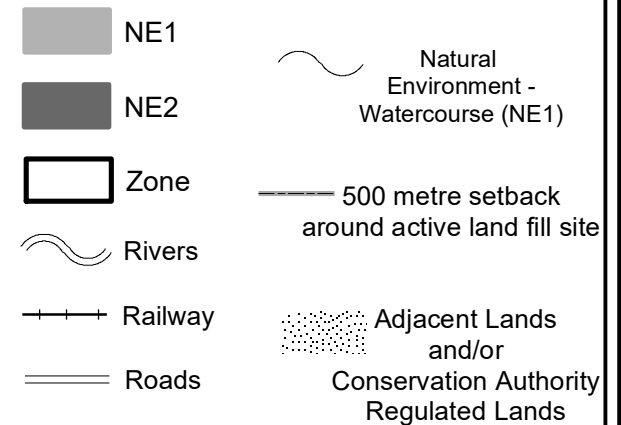 NE1
NE2
Zone
Rivers
Railway
Roads
Natural
Environment -
Watercourse (NE1)
500 metre setback
around active land fill site
Adjacent Lands
and/or
Conservation Authority
Regulated Lands